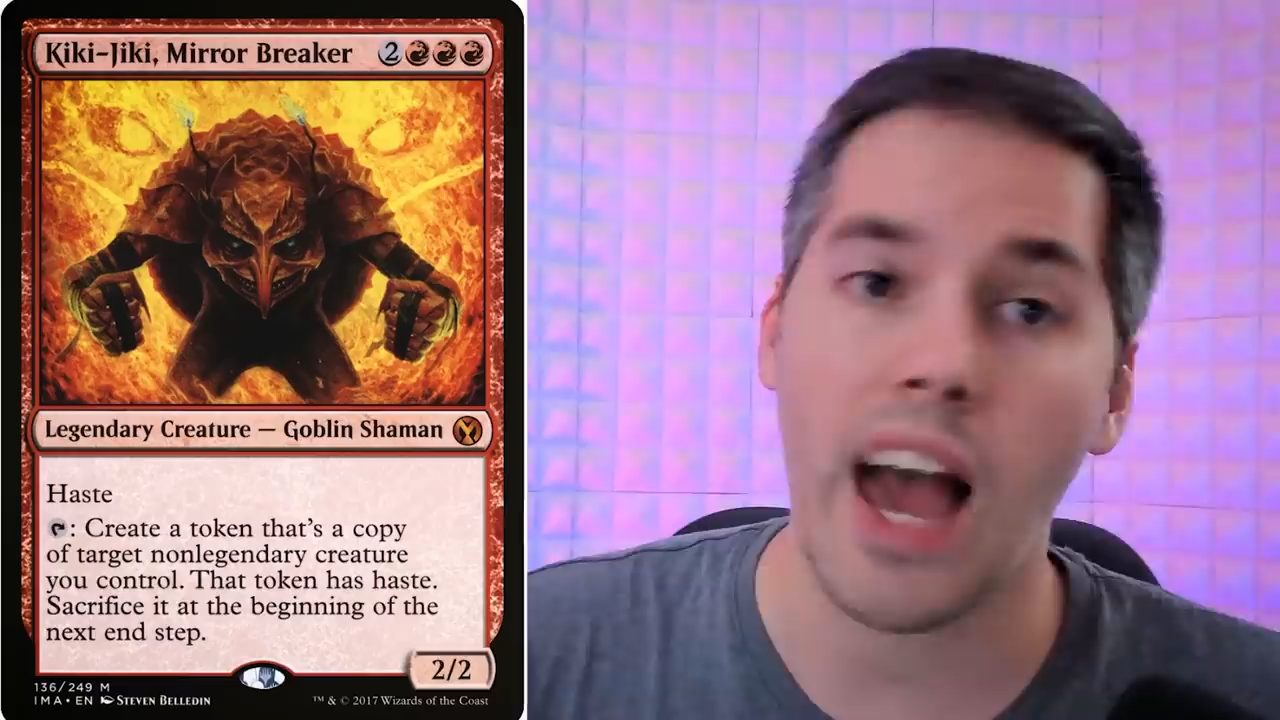 Kiki-Jiki, Mirror Breaker 2
Legendary Creature — Goblin Shaman
Haste
: Create a token that's a copy
of target nonlegendary creature
you control. That token has haste.
Sacrifice it at the beginning of the
next end step.
2/2
136/249 M
IMA • EN STEVEN BELLEDIN
™ & © 2017 Wizards of the Coast